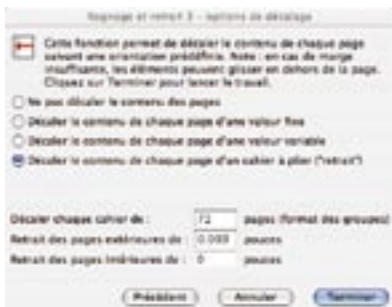 Rognage et retrait 3 - options de décalage
Cette fonction permet de décaler le contenu de chaque page
suivant une orientation prédéfinie. Note : en cas de marge
insuffisante, les éléments peuvent glisser en dehors de la page.
Cliquez sur Terminer pour lancer le travail.
Ne pas décaler le contenu des pages
Décaler le contenu de chaque page d'une valeur fixe
Décaler le contenu de chaque page d'une valeur variable
Décaler le contenu de chaque page d'un cahier à plier ("retrait")
Décaler chaque cahier de : 72 pages (format des groupes)
Retrait des pages extérieures de : 0.099 pouces
Retrait des pages intérieures de : 0 pouces
Précédent Annuler Terminer